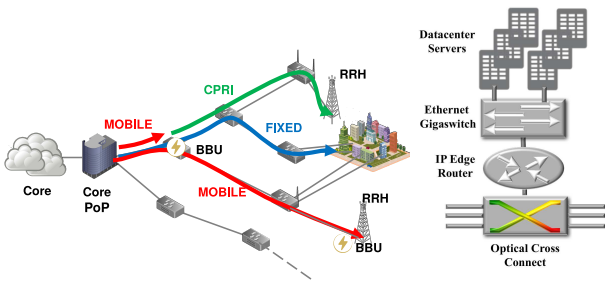 CPRI
RRH
MOBILE
FIXED
BBU
Core
Core
PoP
MOBILE
RRH
BBU
Datacenter
Servers
Ethernet
Gigaswitch
IP Edge
Router
Optical Cross
Connect